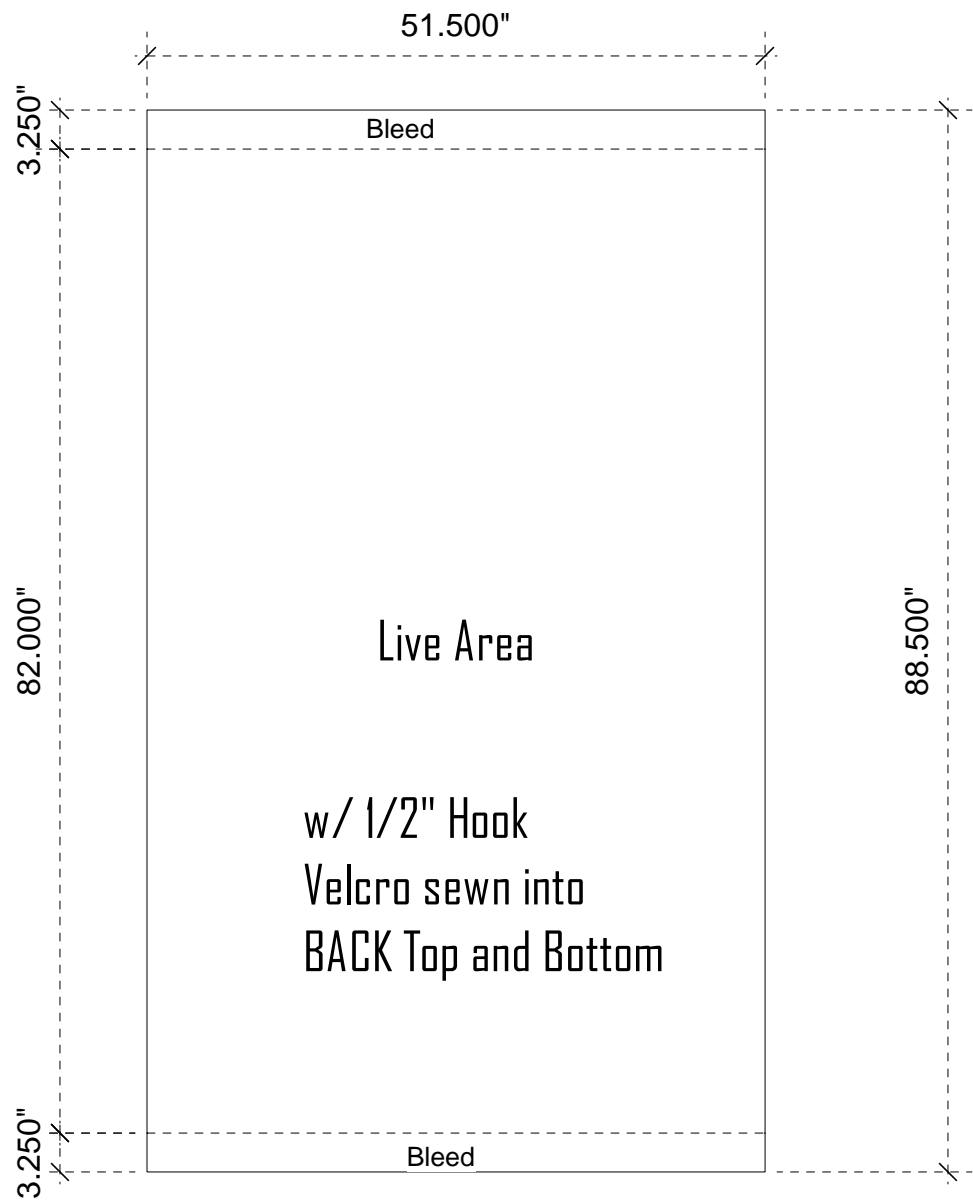 51.500"
3.250"
Bleed
82.000"
88.500"
Live Area
w/ 1/2" Hook
Velcro sewn into
BACK Top and Bottom
3.250"
Bleed